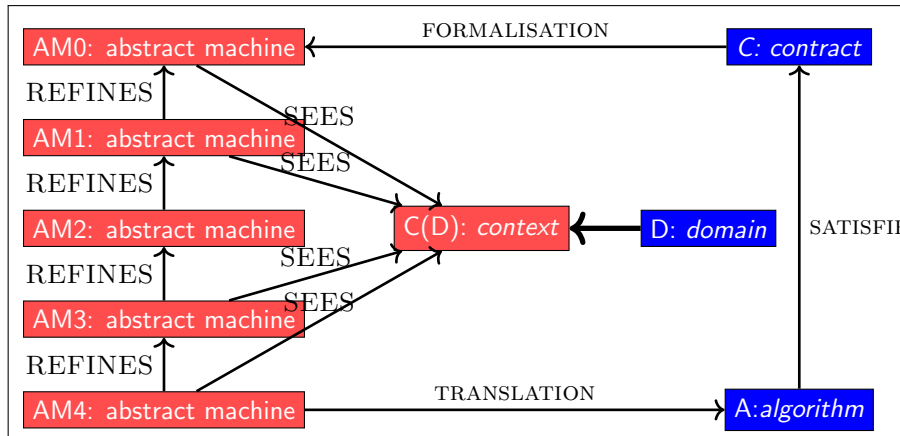 FORMALISATION
AM0: abstract machine
C: contract
REFINES
SEES
AM1: abstract machine
SEES
REFINES
AM2: abstract machine
C(D): context
D: domain
SATISFIE
REFINES
SEES
AM3: abstract machine
SEES
REFINES
TRANSLATION
AM4: abstract machine
A:algorithm